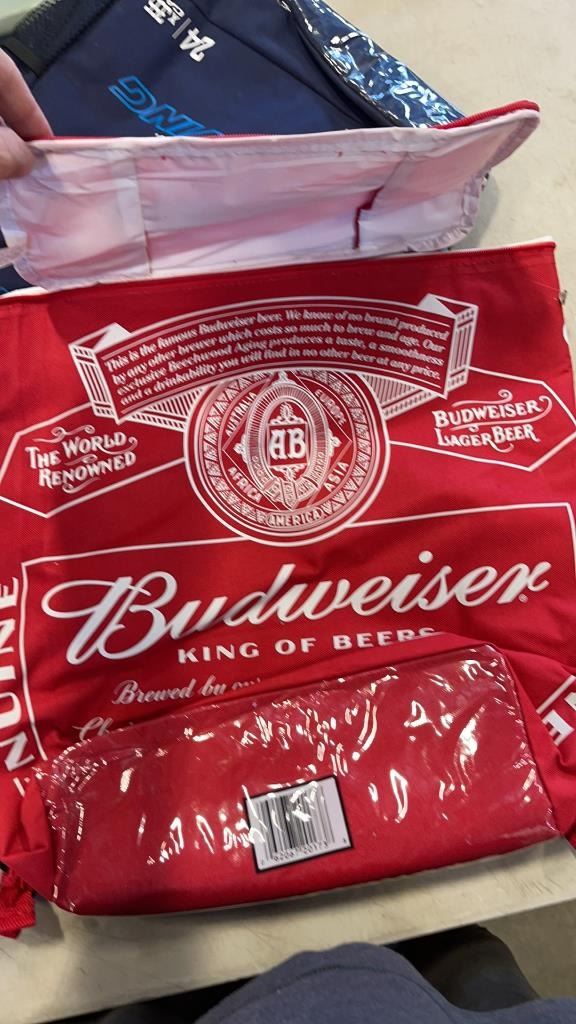 24
This is the famous Budweiser beer. We know of no brand produced
by any other brewer which costs so much to brew and age. Our
exclusive Beechwood Aging produces a taste, a smoothness
and a drinkability you will find in no other beer at any price.
THE WORLD
RENOWNED
BUDWEISER
LAGER BEER
AUSTRALIA
EUROPE
AFRICA
ASIA
AMERICA
AB
Budweiser®
KING OF BEERS
Brewed by